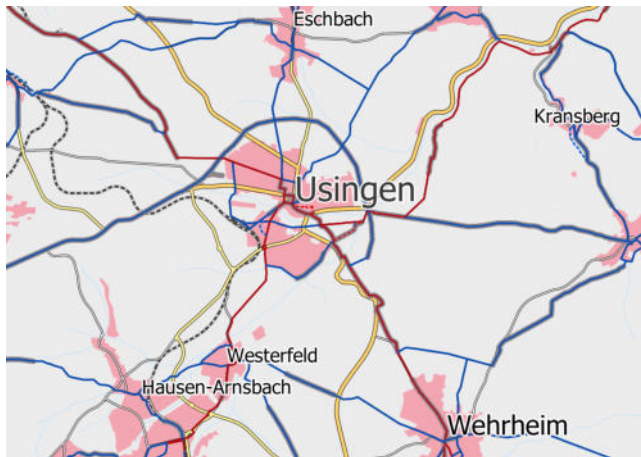 Eschbach
Kransberg
Usingen
Westerfeld
Hausen-Arnsbach
Wehrheim